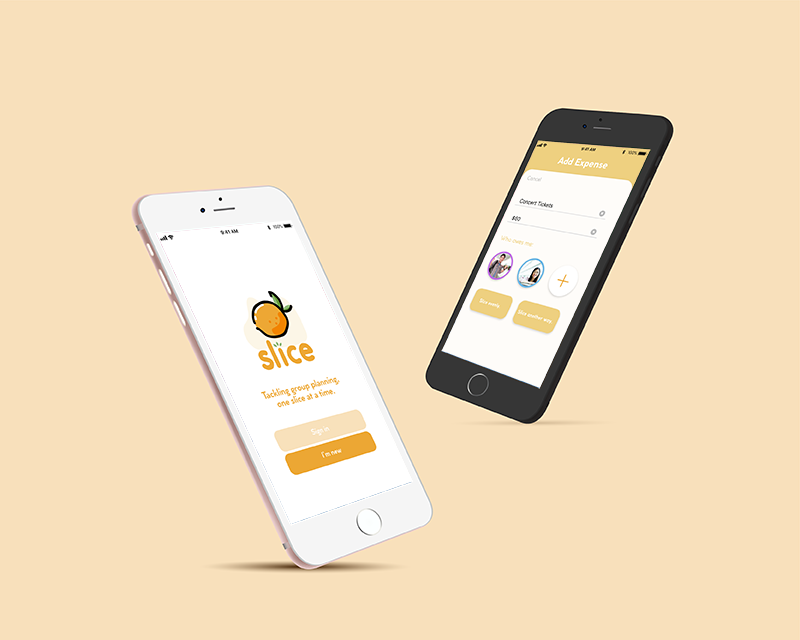 9:41 AM
100%
slice
Tackling group planning,
one slice at a time.
Sign in
I'm new
9:41 AM
100%
Add Expense
Cancel
Concert Tickets
$60
Who owes me
Slice evenly
Slice another way